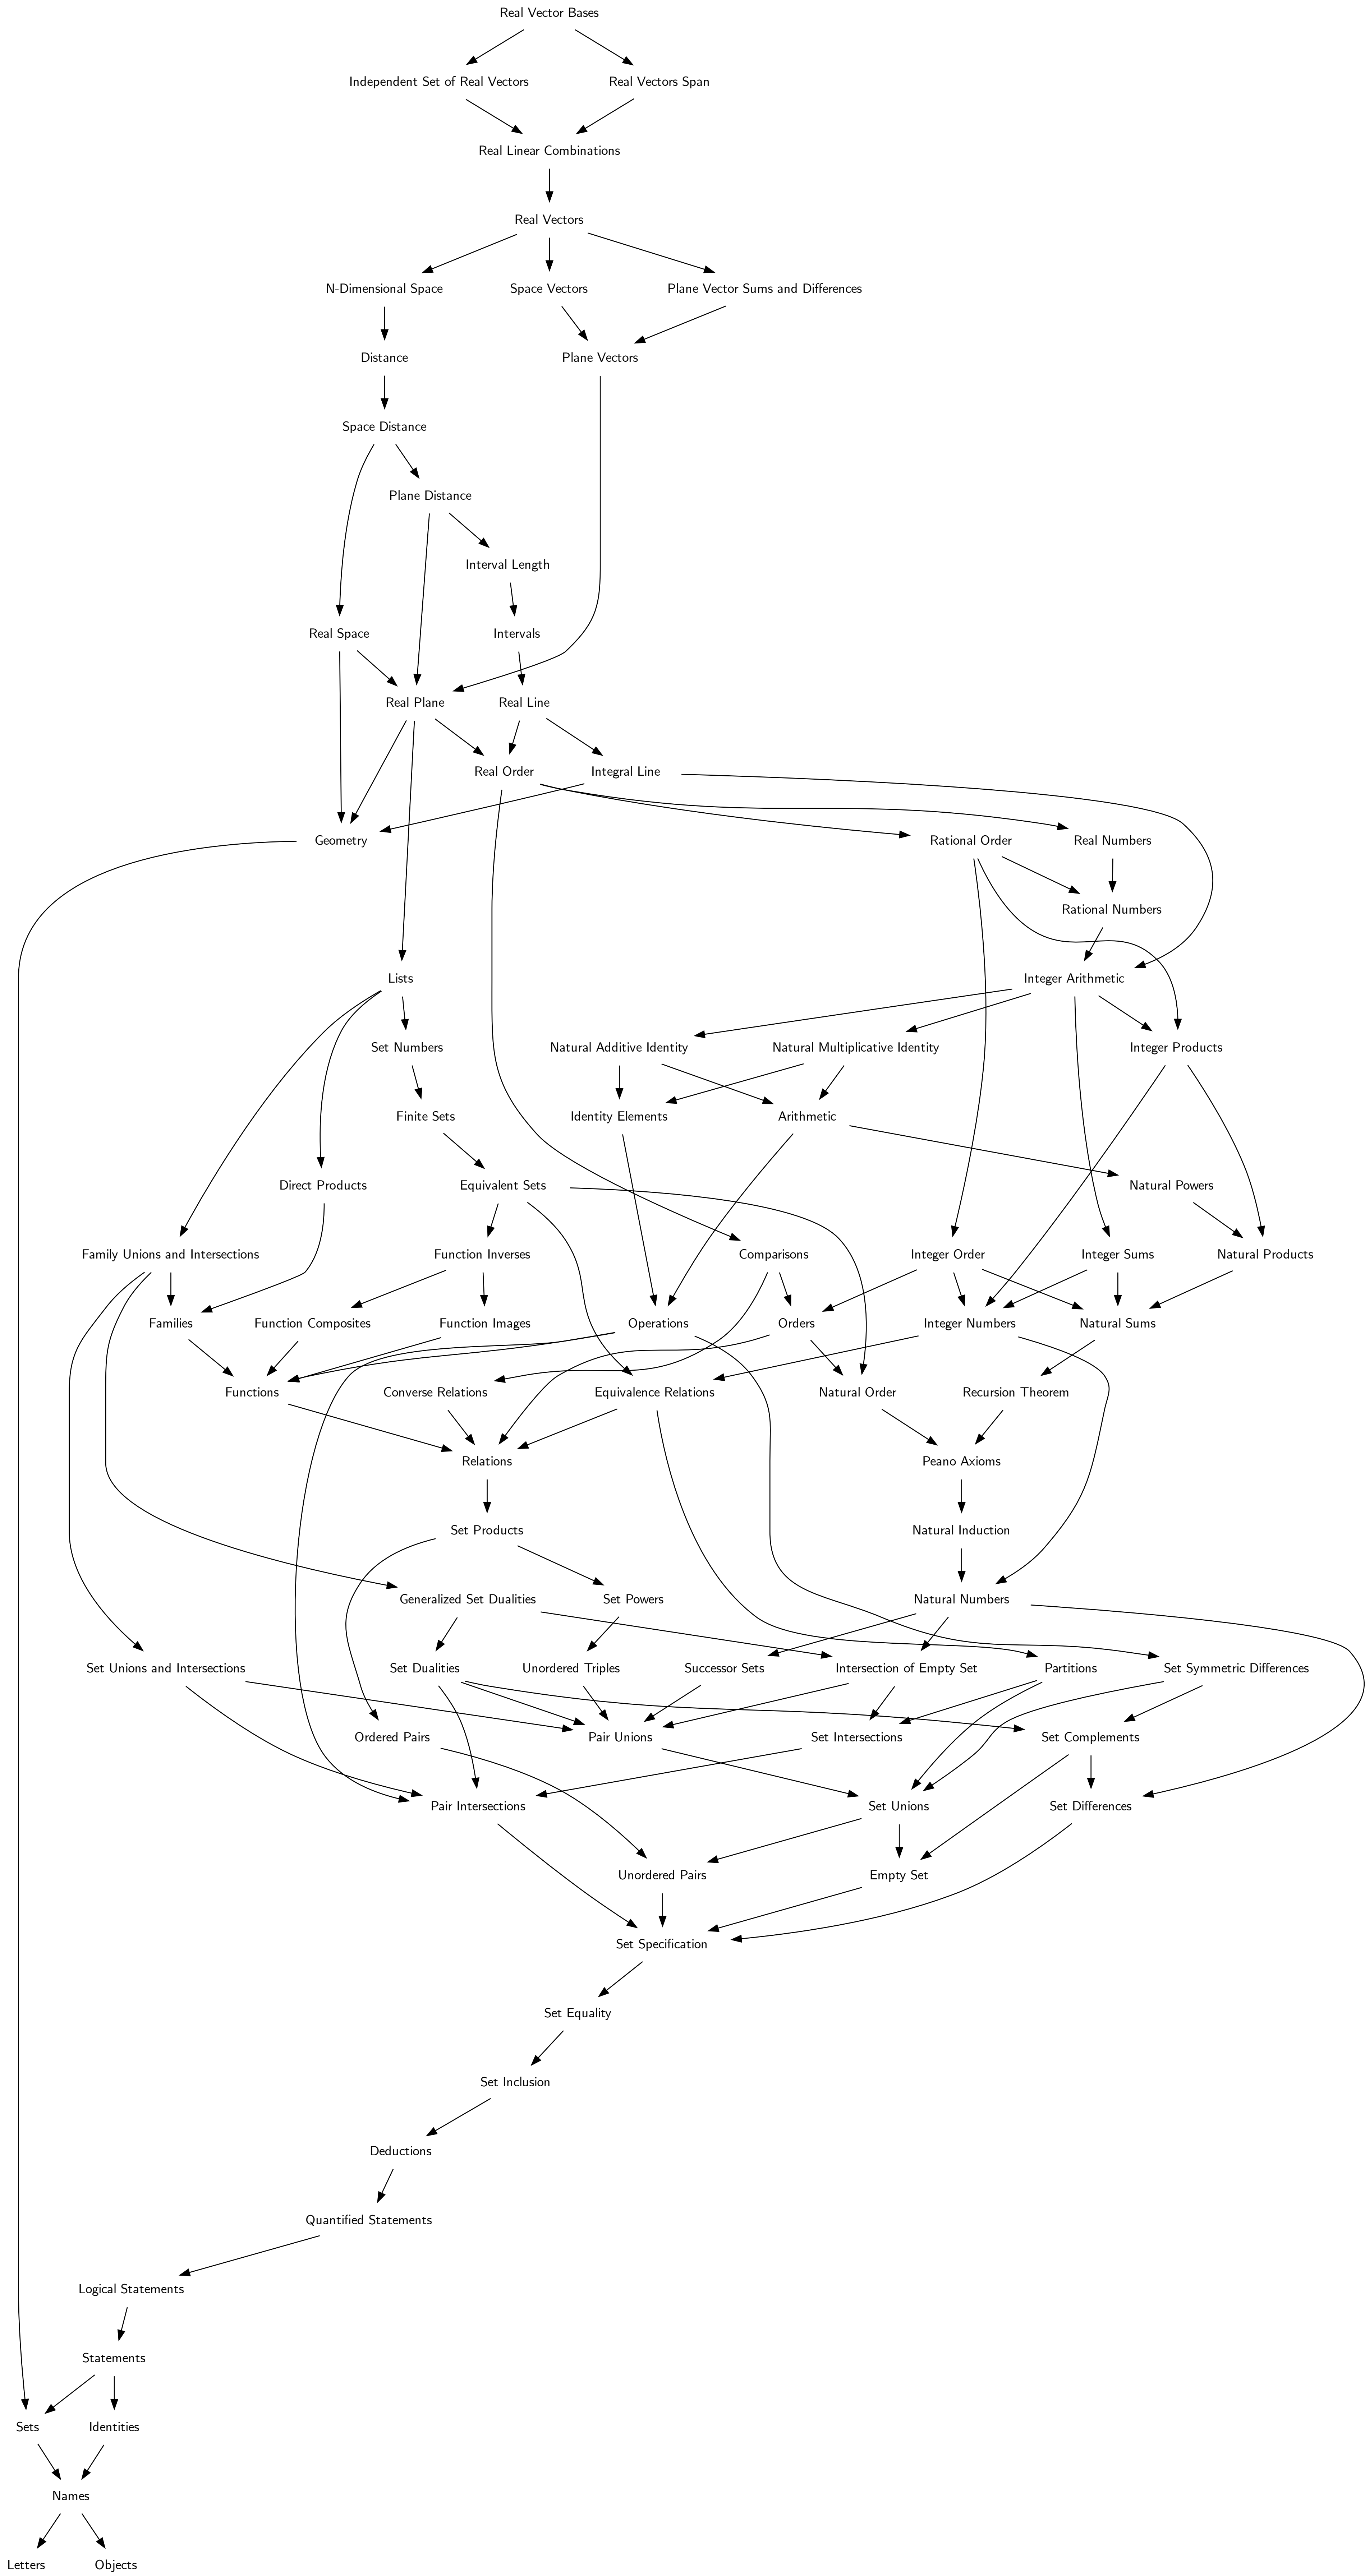 Real Vector Bases
Independent Set of Real Vectors
Real Vectors Span
Real Linear Combinations
Real Vectors
N-Dimensional Space
Space Vectors
Plane Vector Sums and Differences
Distance
Plane Vectors
Space Distance
Plane Distance
Interval Length
Real Space
Intervals
Real Plane
Real Line
Real Order
Integral Line
Geometry
Rational Order
Real Numbers
Rational Numbers
Lists
Integer Arithmetic
Set Numbers
Natural Additive Identity
Natural Multiplicative Identity
Integer Products
Finite Sets
Identity Elements
Arithmetic
Direct Products
Equivalent Sets
Natural Powers
Family Unions and Intersections
Function Inverses
Comparisons
Integer Order
Integer Sums
Natural Products
Families
Function Composites
Function Images
Operations
Orders
Integer Numbers
Natural Sums
Functions
Converse Relations
Equivalence Relations
Natural Order
Recursion Theorem
Relations
Peano Axioms
Set Products
Natural Induction
Generalized Set Dualities
Set Powers
Natural Numbers
Set Unions and Intersections
Set Dualities
Unordered Triples
Successor Sets
Intersection of Empty Set
Partitions
Set Symmetric Differences
Ordered Pairs
Pair Unions
Set Intersections
Set Complements
Pair Intersections
Set Unions
Set Differences
Unordered Pairs
Empty Set
Set Specification
Set Equality
Set Inclusion
Deductions
Quantified Statements
Logical Statements
Statements
Sets
Identities
Names
Letters
Objects